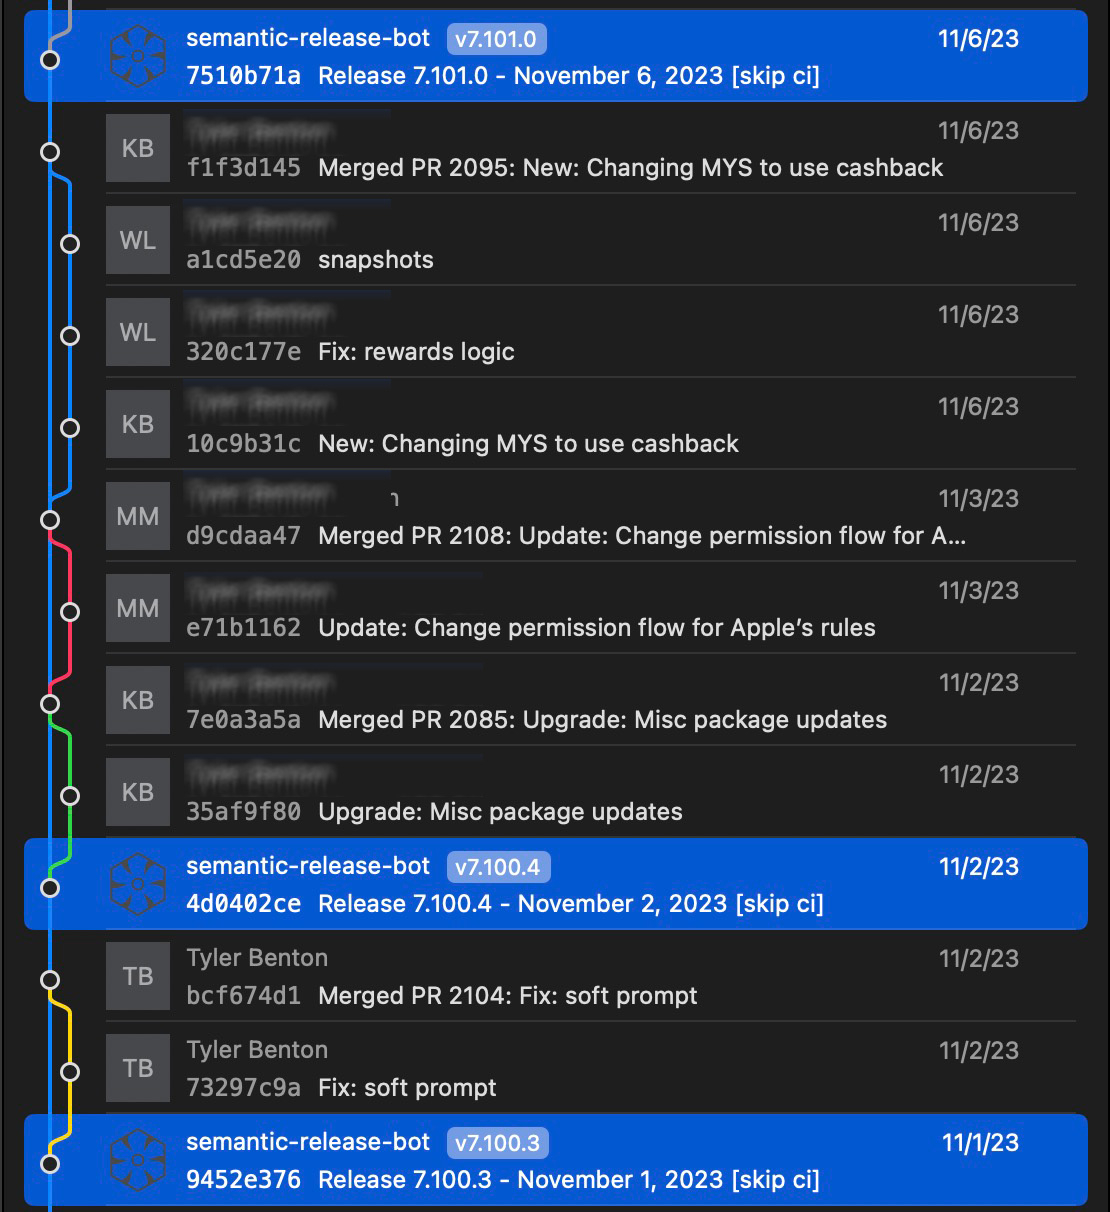 semantic-release-bot v7.101.0 11/6/23
7510b71a Release 7.101.0 - November 6, 2023 [skip ci]
KB 11/6/23
f1f3d145 Merged PR 2095: New: Changing MYS to use cashback
WL 11/6/23
a1cd5e20 snapshots
WL 11/6/23
320c177e Fix: rewards logic
KB 11/6/23
10c9b31c New: Changing MYS to use cashback
MM 11/3/23
d9cdaa47 Merged PR 2108: Update: Change permission flow for A...
MM 11/3/23
e71b1162 Update: Change permission flow for Apple’s rules
KB 11/2/23
7e0a3a5a Merged PR 2085: Upgrade: Misc package updates
KB 11/2/23
35af9f80 Upgrade: Misc package updates
semantic-release-bot v7.100.4 11/2/23
4d0402ce Release 7.100.4 - November 2, 2023 [skip ci]
TB Tyler Benton 11/2/23
bcf674d1 Merged PR 2104: Fix: soft prompt
TB Tyler Benton 11/2/23
73297c9a Fix: soft prompt
semantic-release-bot v7.100.3 11/1/23
9452e376 Release 7.100.3 - November 1, 2023 [skip ci]